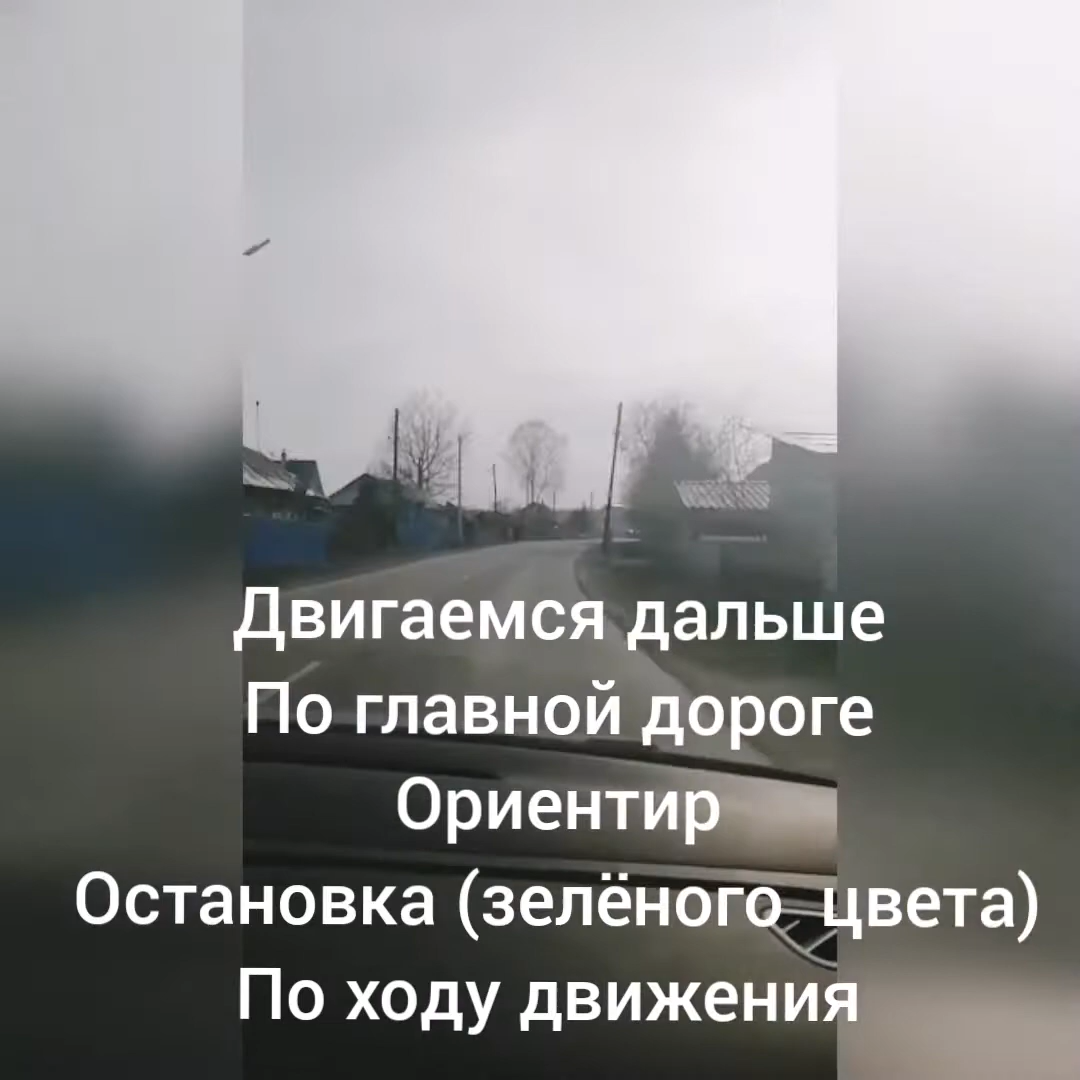 Двигаемся дальше
По главной дороге
Ориентир
Остановка (зелёного цвета)
По ходу движения